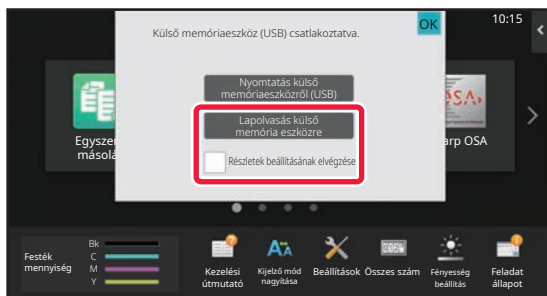 10:15
OK
Külső memóriaeszköz (USB) csatlakoztatva.
Nyomtatás külső
memóriaeszközről (USB)
Lapolvasás külső
memória eszközre
Részletek beállításának elvégzése
Egysze
másolá
arp OSA
Festék
mennyiség
Bk
C
M
Y
Kezelési
útmutató
Kijelző mód
nagyítása
Beállítások
Összes szám
Fényesség
beállítás
Feladat
állapot